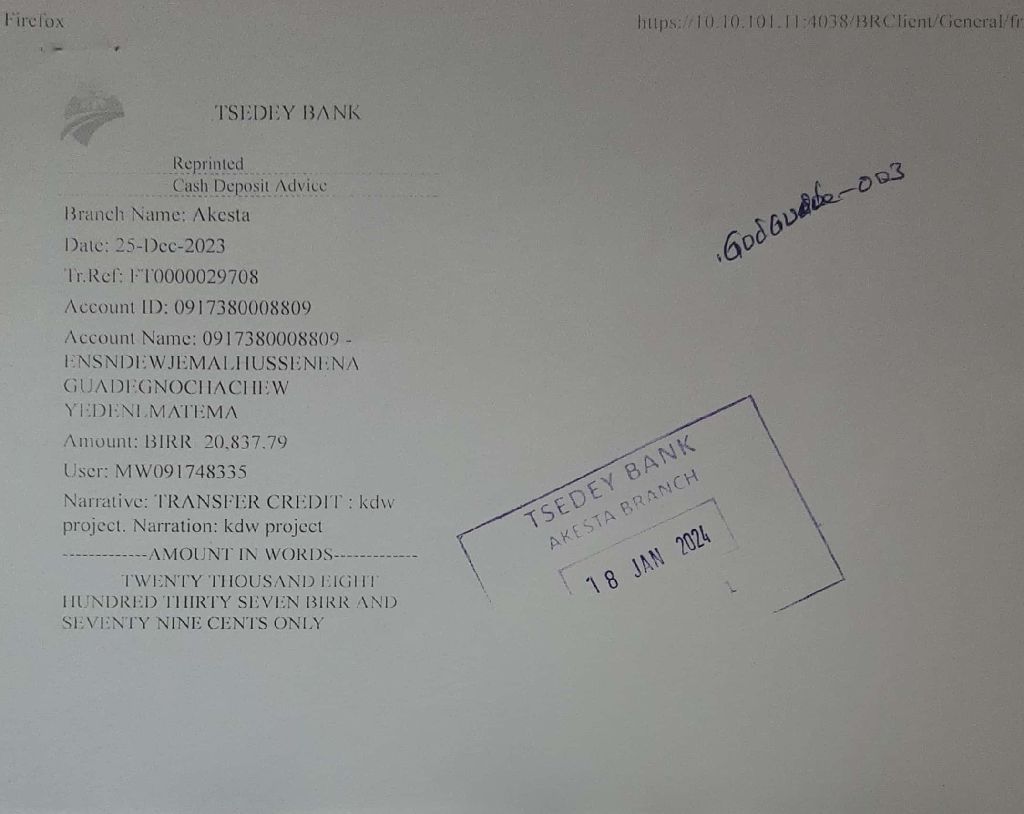 Firefox
https://10.10.101.11:4038/BRClient/General/fr
TSEDEY BANK
Reprinted
Cash Deposit Advice
Branch Name: Akesta
Date: 25-Dec-2023
Tr.Ref: FT0000029708
Account ID: 0917380008809
Account Name: 0917380008809 -
ENSNDEWJEMALHUSSENENA
GUADEGNOCHACHEW
YEDENLMATEMA
Amount: BIRR 20,837.79
User: MW091748335
Narrative: TRANSFER CREDIT : kdw
project. Narration: kdw project
------------AMOUNT IN WORDS------------
TWENTY THOUSAND EIGHT
HUNDRED THIRTY SEVEN BIRR AND
SEVENTY NINE CENTS ONLY
TSEDEY BANK
AKESTA BRANCH
18 JAN 2024
1